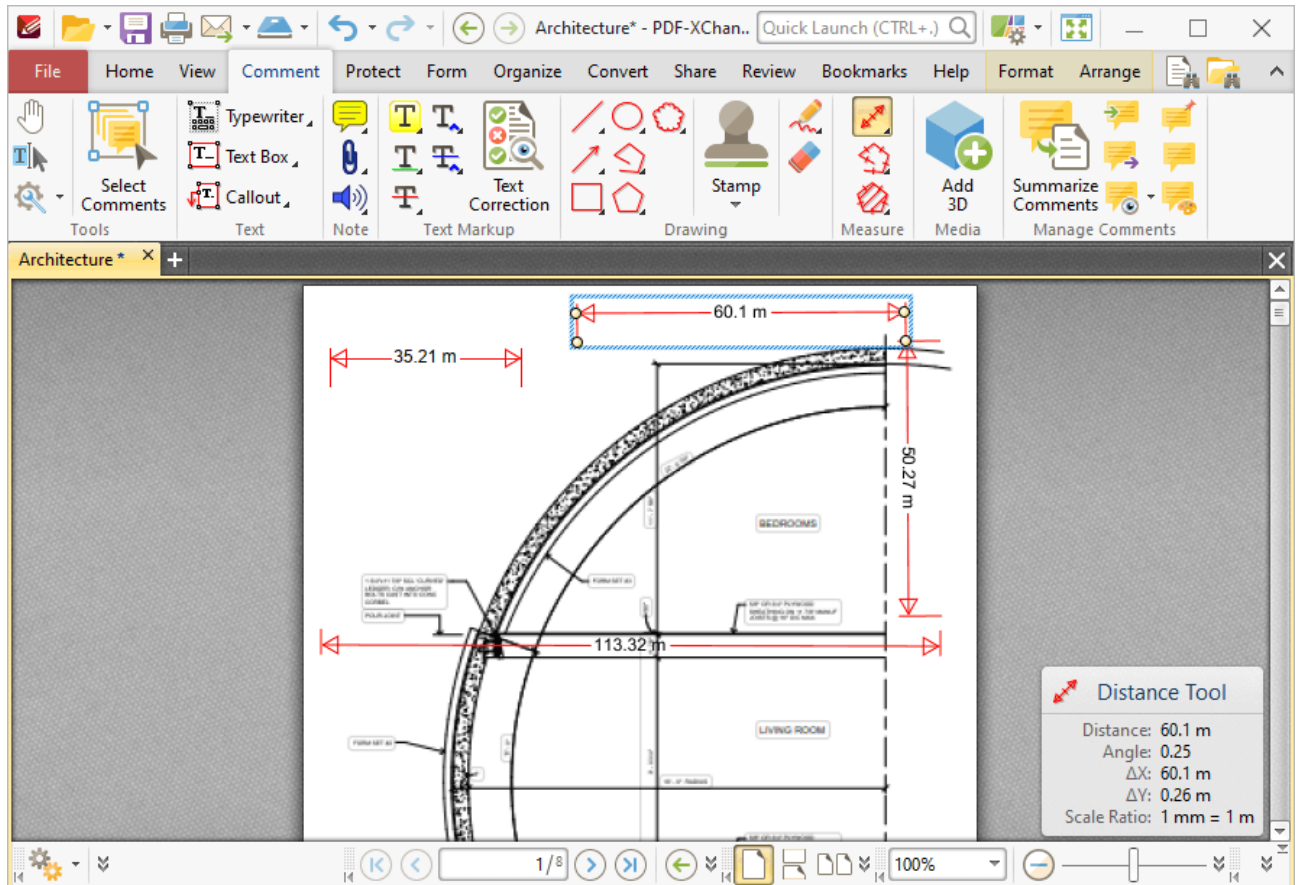 Architecture* - PDF-XChan.. Quick Launch (CTRL+.)
File Home View Comment Protect Form Organize Convert Share Review Bookmarks Help Format Arrange
Typewriter
Text Box
Callout
Select Comments
Text Correction
Stamp
Add 3D
Summarize Comments
Tools Text Note Text Markup Drawing Measure Media Manage Comments
Architecture *
60.1 m
35.21 m
50.27 m
BEDROOMS
113.32 m
LIVING ROOM
Distance Tool
Distance: 60.1 m
Angle: 0.25
ΔX: 60.1 m
ΔY: 0.26 m
Scale Ratio: 1 mm = 1 m
1/8 100%